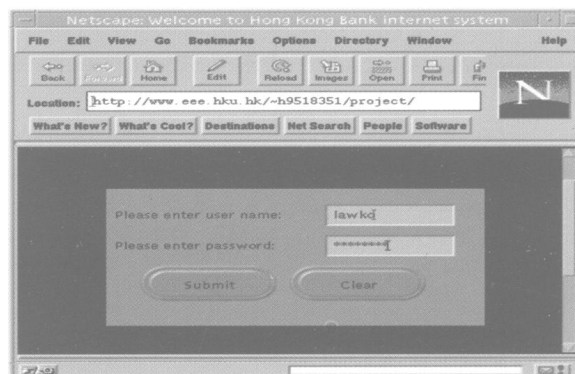 Netscape: Welcome to Hong Kong Bank internet system
File Edit View Go Bookmarks Options Directory Window Help
Back Forward Home Edit Reload Images Open Print Fin
Location: http://www.eee.hku.hk/~h9518351/project/
N
What's New? What's Cool? Destinations Net Search People Software
Please enter user name: lawkc
Please enter password: ********
Submit Clear